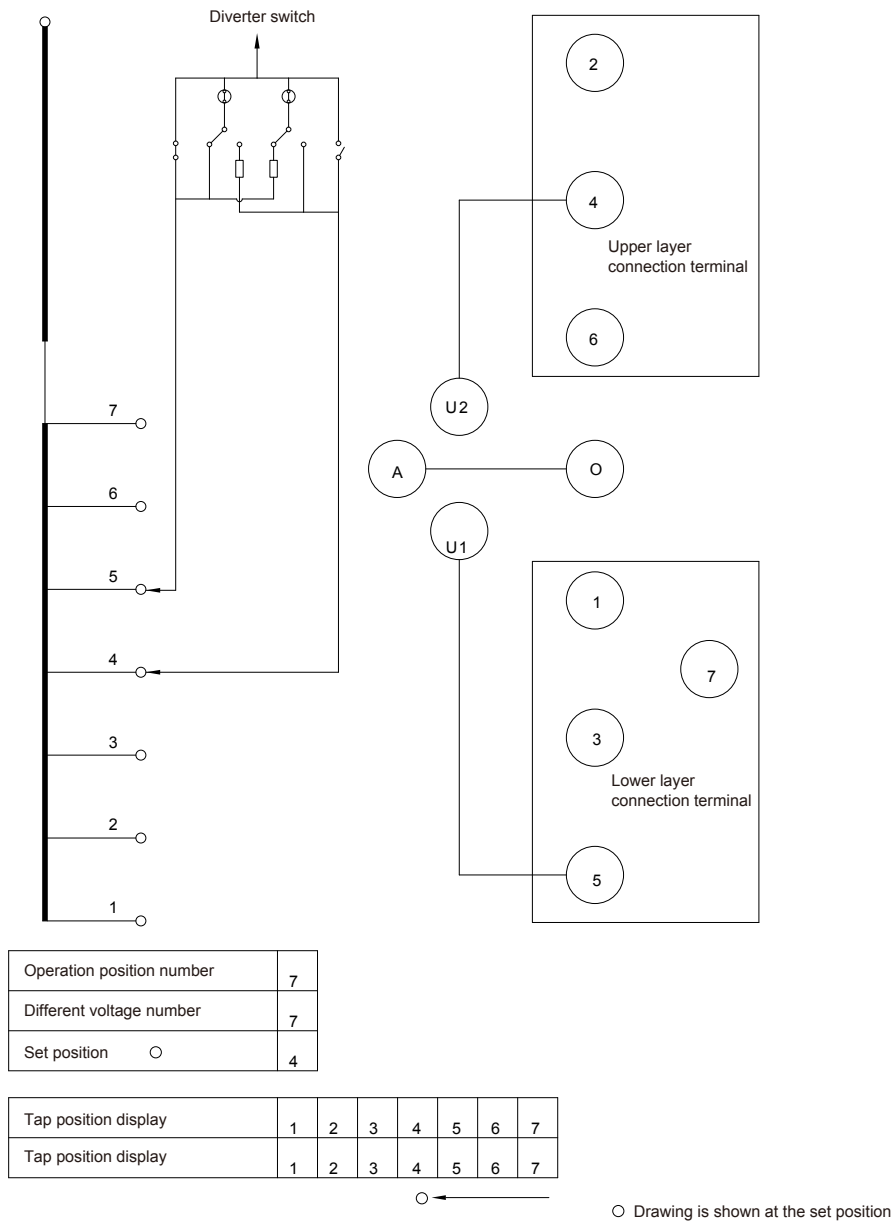 Diverter switch
7
6
5
4
3
2
1
2
4
Upper layer
connection terminal
6
U2
A
O
U1
1
7
3
Lower layer
connection terminal
5
Operation position number 7
Different voltage number 7
Set position ○ 4
Tap position display 1 2 3 4 5 6 7
Tap position display 1 2 3 4 5 6 7
○ Drawing is shown at the set position